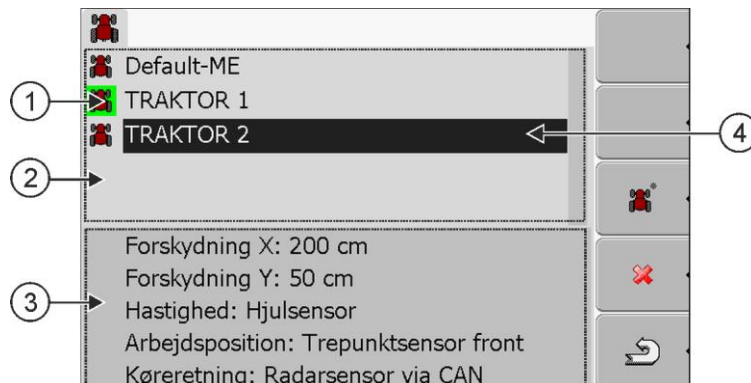 Default-ME
1 TRAKTOR 1
TRAKTOR 2 4
2
Forskydning X: 200 cm
Forskydning Y: 50 cm
3 Hastighed: Hjulsensor
Arbejdsposition: Trepunktsensor front
Køreretning: Radarsensor via CAN